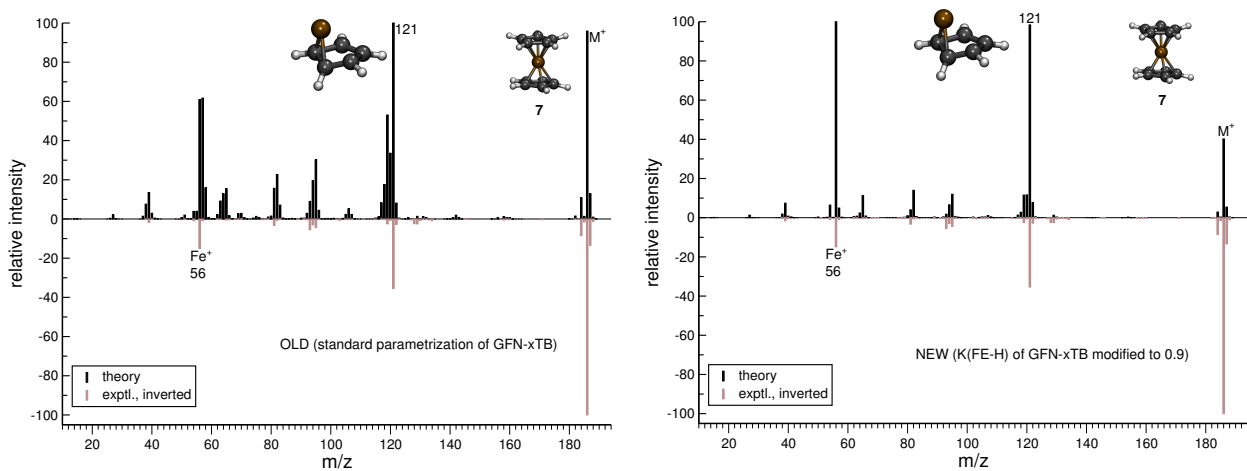 100
80
60
40
20
0
-20
-40
-60
-80
-100
relative intensity
121
M+
7
Fe+
56
OLD (standard parametrization of GFN-xTB)
theory
exptl., inverted
20 40 60 80 100 120 140 160 180
m/z
100
80
60
40
20
0
-20
-40
-60
-80
-100
relative intensity
121
M+
7
Fe+
56
NEW (K(FE-H) of GFN-xTB modified to 0.9)
theory
exptl., inverted
20 40 60 80 100 120 140 160 180
m/z